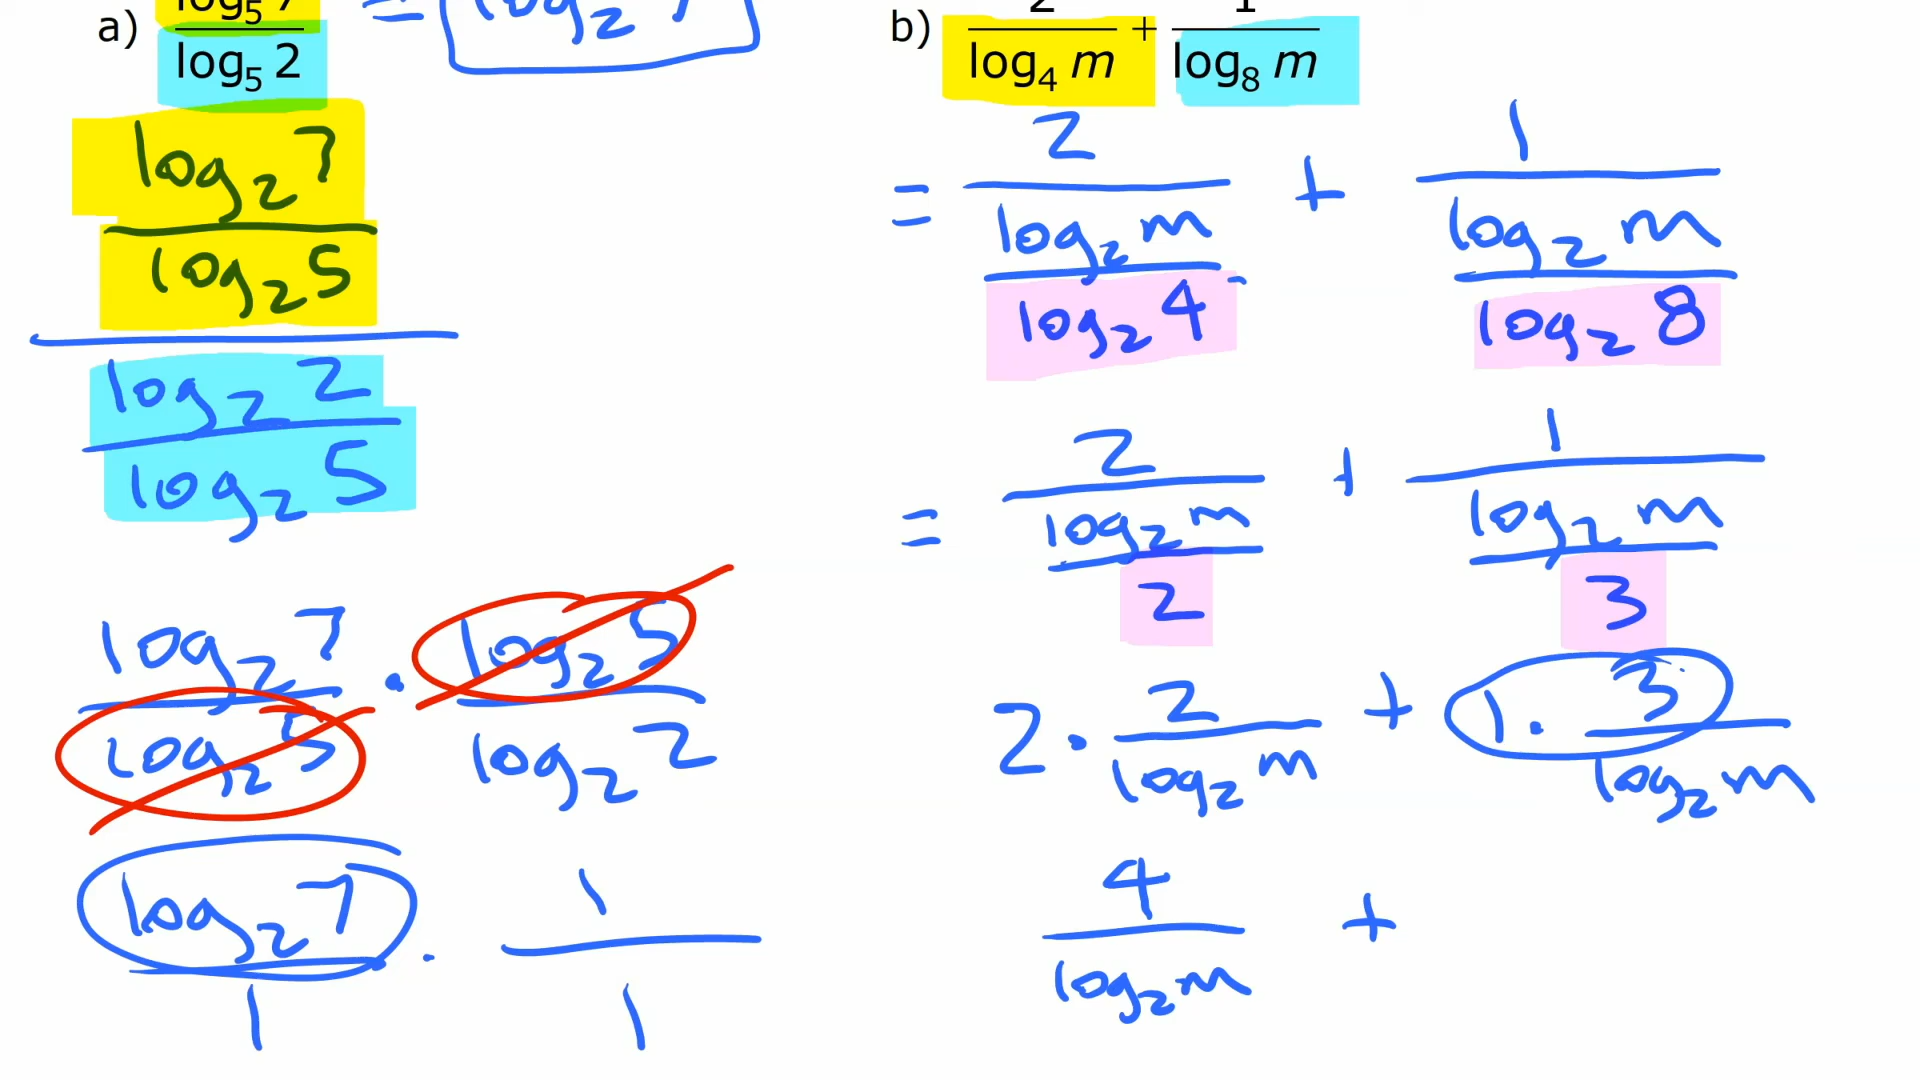 a) log₅ 7 / log₅ 2 = log₂ 7
log₂ 7
log₂ 5
log₂ 2
log₂ 5
log₂ 7 · log₂ 5
log₂ 5 log₂ 2
log₂ 7 · 1
1 1
b) 2 / log₄ m + 1 / log₈ m
= 2 + 1
log₂ m log₂ m
log₂ 4 log₂ 8
= 2 + 1
log₂ m log₂ m
2 3
2 · 2 / log₂ m + 1 · 3 / log₂ m
4 / log₂ m +